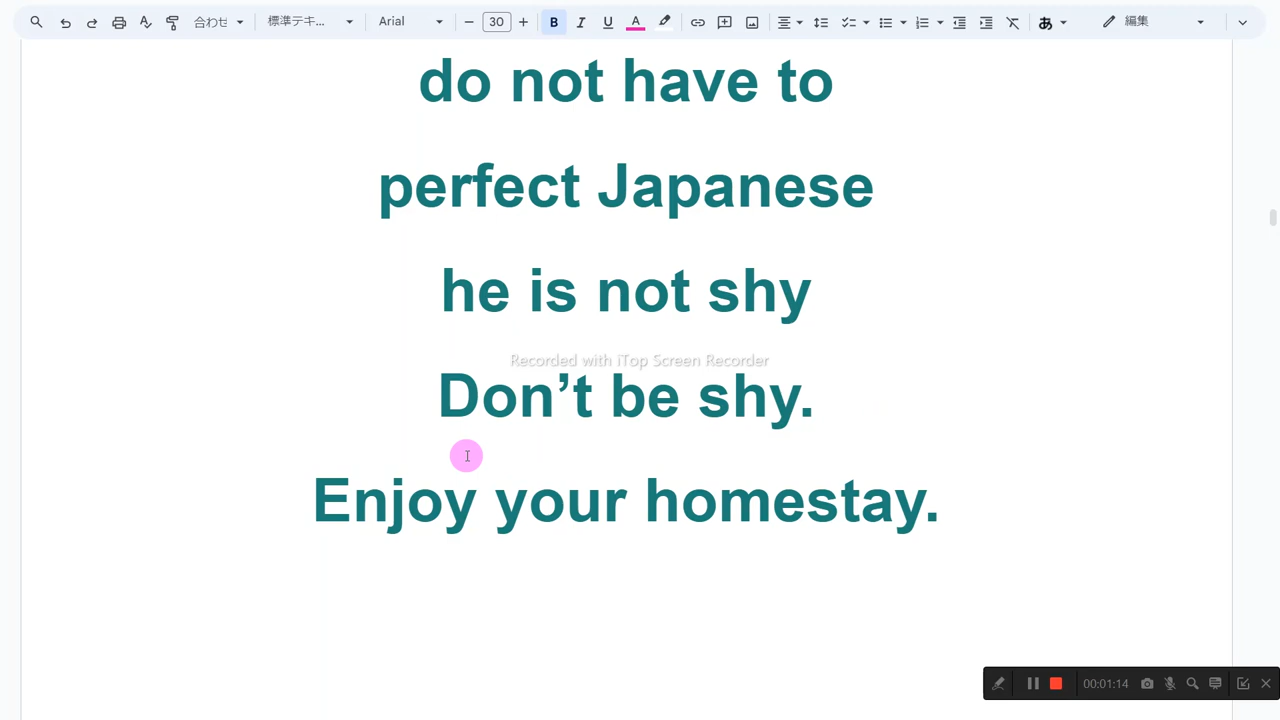 合わせ 標準テキ... Arial 30 B I U A あ 編集
do not have to
perfect Japanese
he is not shy
Recorded with iTop Screen Recorder
Don't be shy.
Enjoy your homestay.
00:01:14